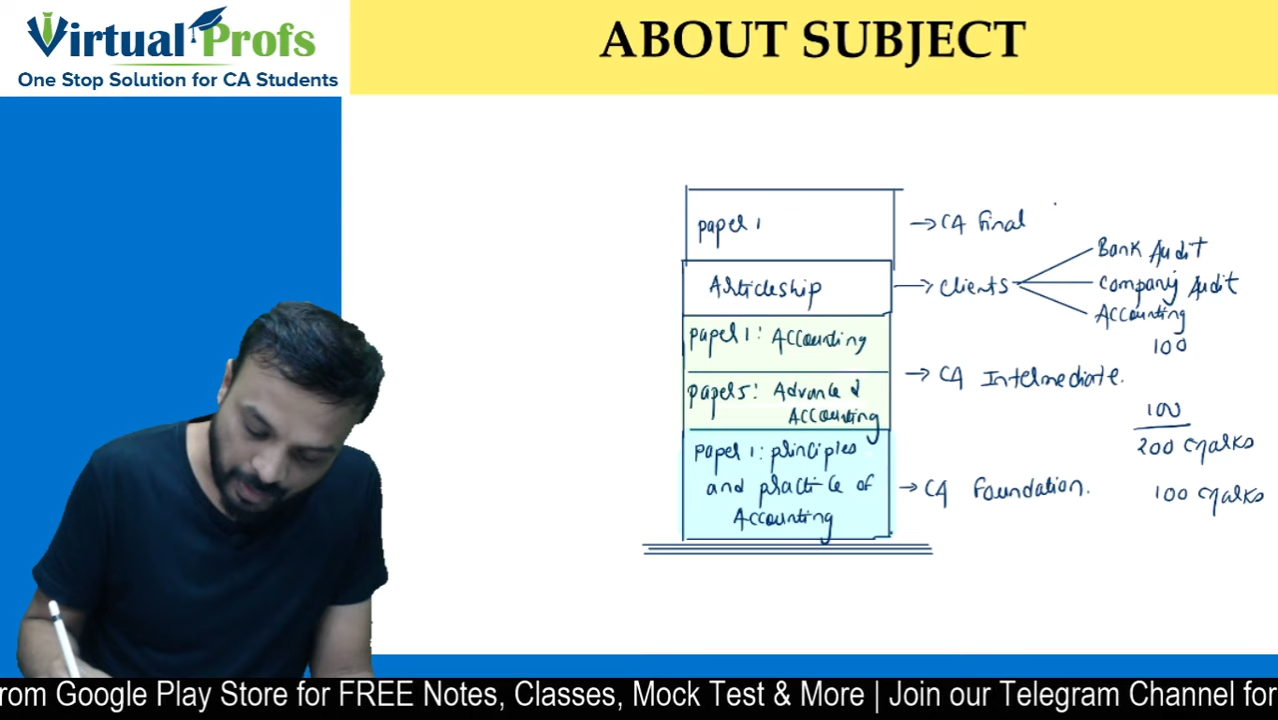 Virtual Profs
One Stop Solution for CA Students
ABOUT SUBJECT
paper 1
→ CA Final
Articleship
→ Clients
Bank Audit
Company Audit
Accounting
paper 1: Accounting
100
paper 5: Advance d
Accounting
→ CA Intermediate.
100
200 Marks
paper 1: principles
and practice of
Accounting
→ CA Foundation.
100 Marks
rom Google Play Store for FREE Notes, Classes, Mock Test & More | Join our Telegram Channel for